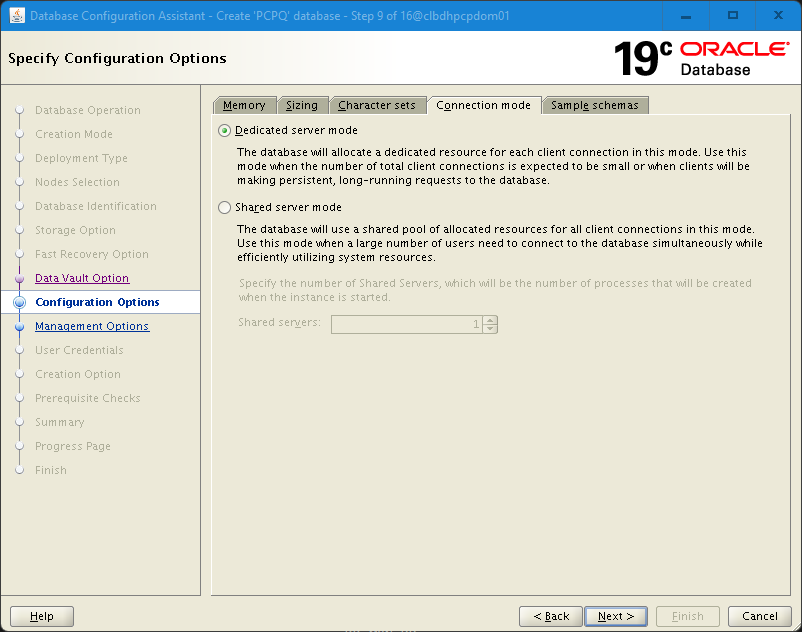 Database Configuration Assistant - Create 'PCPQ' database - Step 9 of 16@clbdhpcpdom01
Specify Configuration Options
19c ORACLE
Database
Database Operation
Creation Mode
Deployment Type
Nodes Selection
Database Identification
Storage Option
Fast Recovery Option
Data Vault Option
Configuration Options
Management Options
User Credentials
Creation Option
Prerequisite Checks
Summary
Progress Page
Finish
Memory Sizing Character sets Connection mode Sample schemas
Dedicated server mode
The database will allocate a dedicated resource for each client connection in this mode. Use this
mode when the number of total client connections is expected to be small or when clients will be
making persistent, long-running requests to the database.
Shared server mode
The database will use a shared pool of allocated resources for all client connections in this mode.
Use this mode when a large number of users need to connect to the database simultaneously while
efficiently utilizing system resources.
Specify the number of Shared Servers, which will be the number of processes that will be created
when the instance is started.
Shared servers: 1
Help < Back Next > Finish Cancel